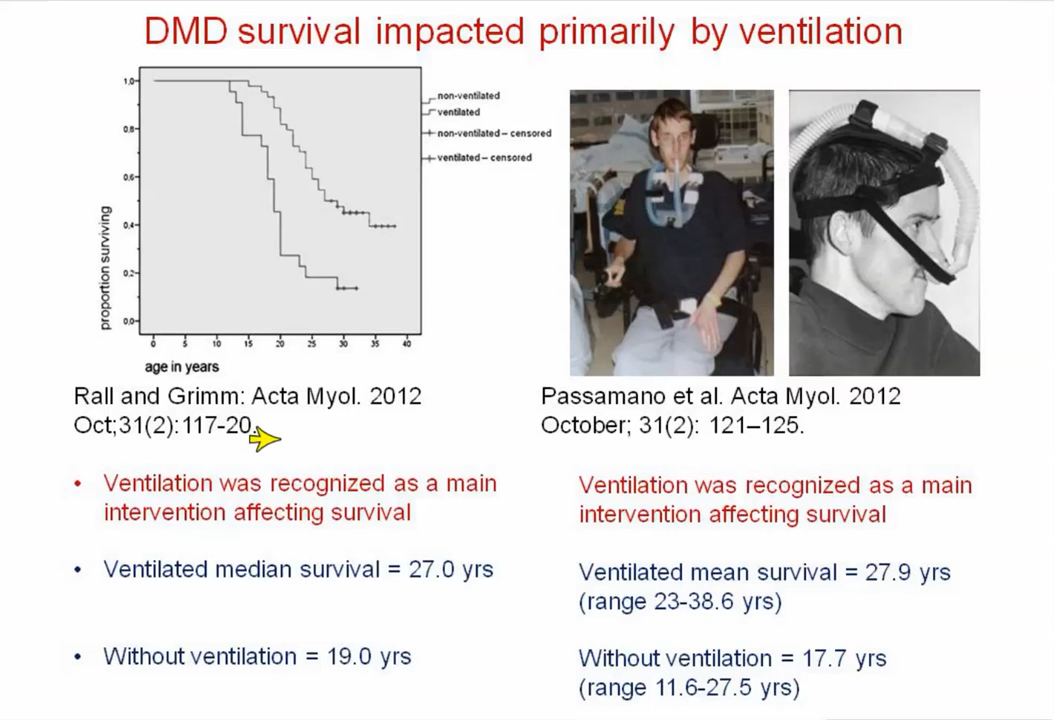 DMD survival impacted primarily by ventilation
1,0
0,8
0,6
0,4
0,2
0,0
proportion surviving
0 5 10 15 20 25 30 35 40
age in years
non-ventilated
ventilated
non-ventilated – censored
ventilated – censored
Rall and Grimm: Acta Myol. 2012
Oct;31(2):117-20.
• Ventilation was recognized as a main
intervention affecting survival
• Ventilated median survival = 27.0 yrs
• Without ventilation = 19.0 yrs
Passamano et al. Acta Myol. 2012
October; 31(2): 121–125.
Ventilation was recognized as a main
intervention affecting survival
Ventilated mean survival = 27.9 yrs
(range 23-38.6 yrs)
Without ventilation = 17.7 yrs
(range 11.6-27.5 yrs)